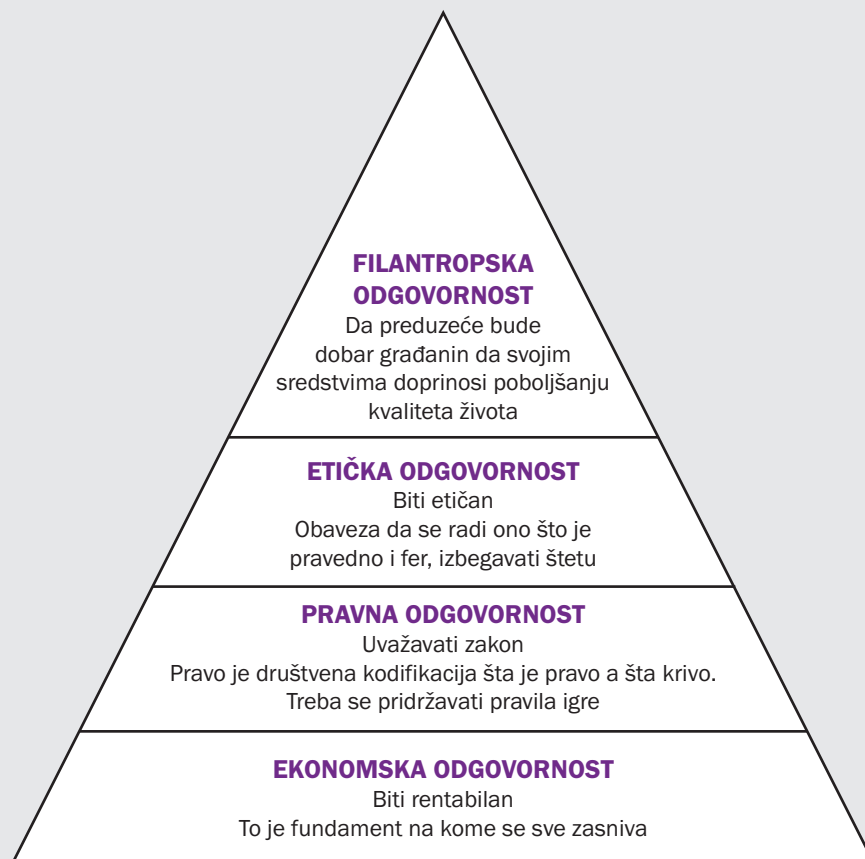 FILANTROPSKA
ODGOVORNOST
Da preduzeće bude
dobar građanin da svojim
sredstvima doprinosi poboljšanju
kvaliteta života
ETIČKA ODGOVORNOST
Biti etičan
Obaveza da se radi ono što je
pravedno i fer, izbegavati štetu
PRAVNA ODGOVORNOST
Uvažavati zakon
Pravo je društvena kodifikacija šta je pravo a šta krivo.
Treba se pridržavati pravila igre
EKONOMSKA ODGOVORNOST
Biti rentabilan
To je fundament na kome se sve zasniva